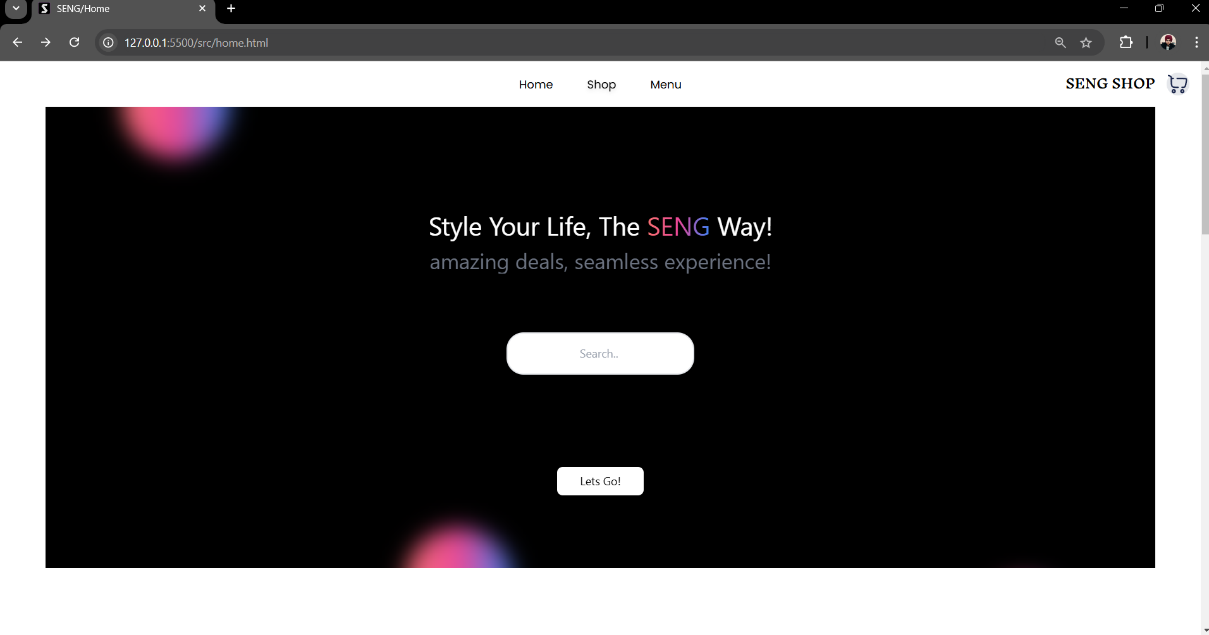 SENG/Home
127.0.0.1:5500/src/home.html
Home Shop Menu SENG SHOP
Style Your Life, The SENG Way!
amazing deals, seamless experience!
Search..
Lets Go!